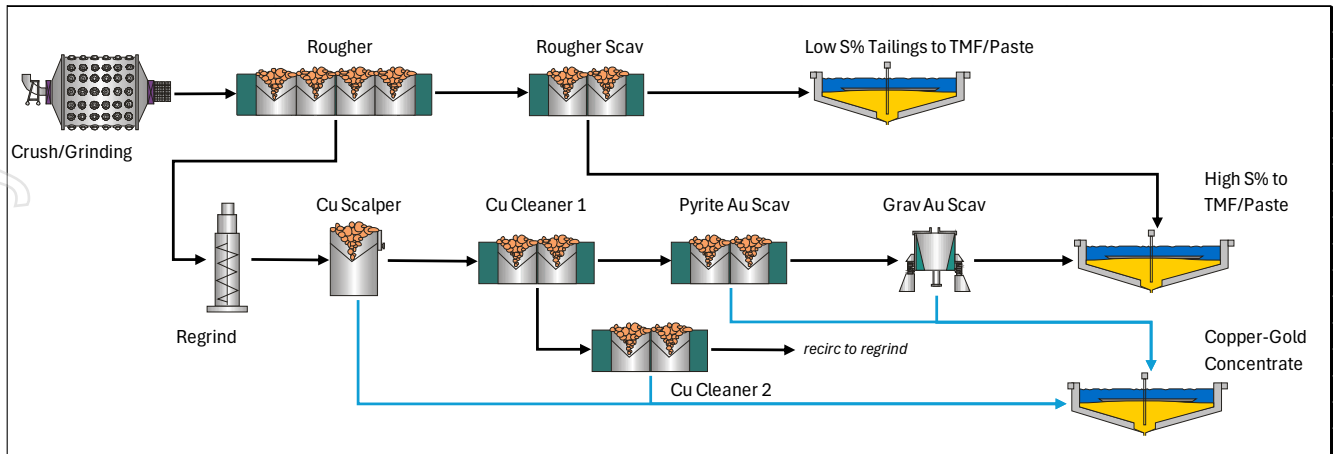 Rougher
Rougher Scav
Low S% Tailings to TMF/Paste
Crush/Grinding
High S% to
TMF/Paste
Cu Scalper
Cu Cleaner 1
Pyrite Au Scav
Grav Au Scav
Regrind
recirc to regrind
Copper-Gold
Concentrate
Cu Cleaner 2